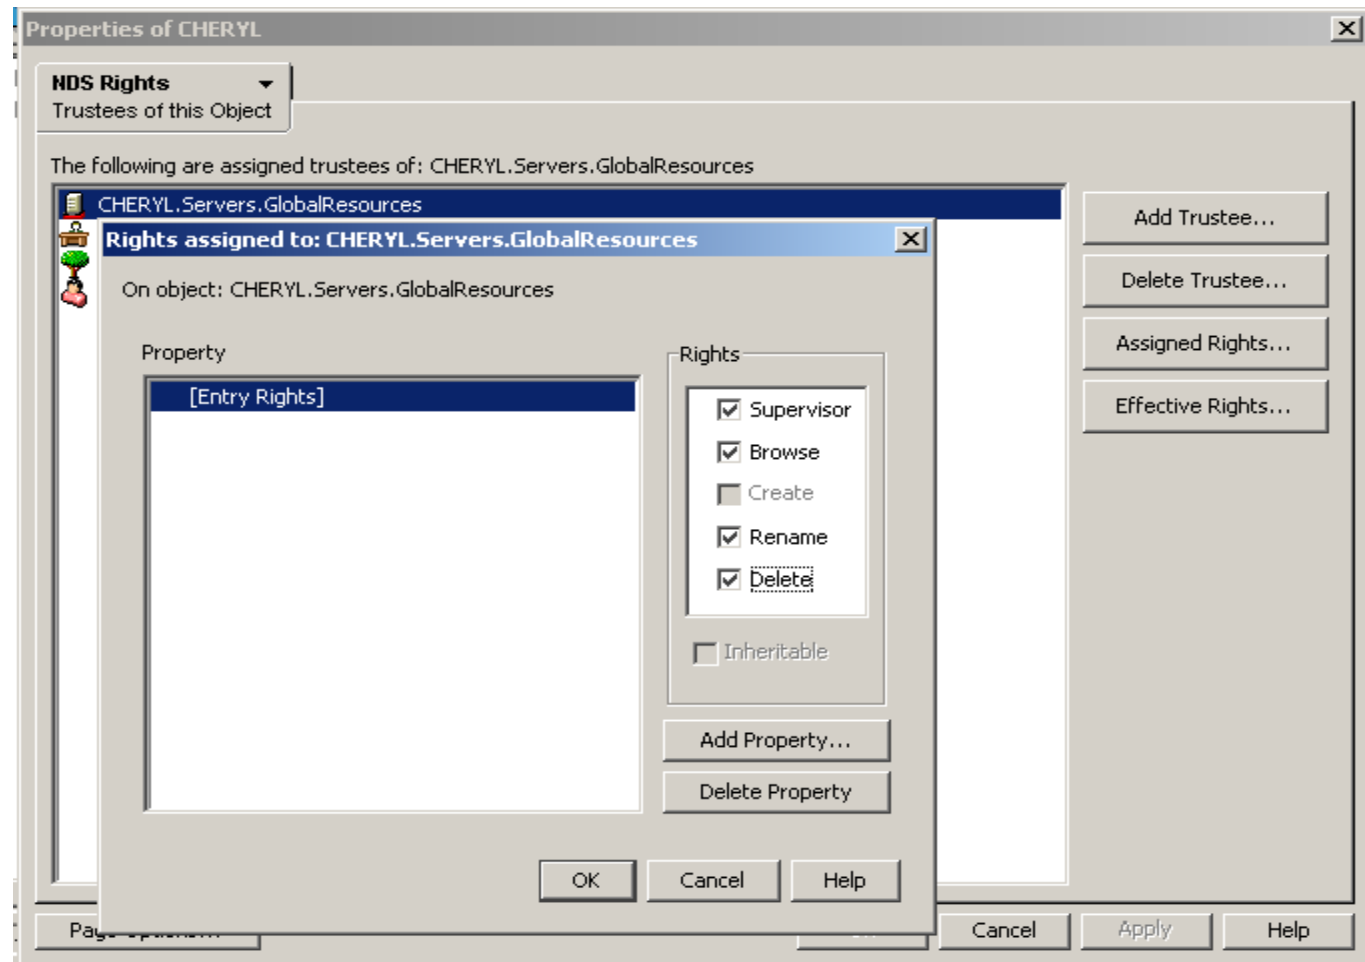 Properties of CHERYL
NDS Rights
Trustees of this Object
The following are assigned trustees of: CHERYL.Servers.GlobalResources
CHERYL.Servers.GlobalResources
Add Trustee...
Delete Trustee...
Assigned Rights...
Effective Rights...
Rights assigned to: CHERYL.Servers.GlobalResources
On object: CHERYL.Servers.GlobalResources
Property
[Entry Rights]
Rights
Supervisor
Browse
Create
Rename
Delete
Inheritable
Add Property...
Delete Property
OK
Cancel
Help
Cancel
Apply
Help